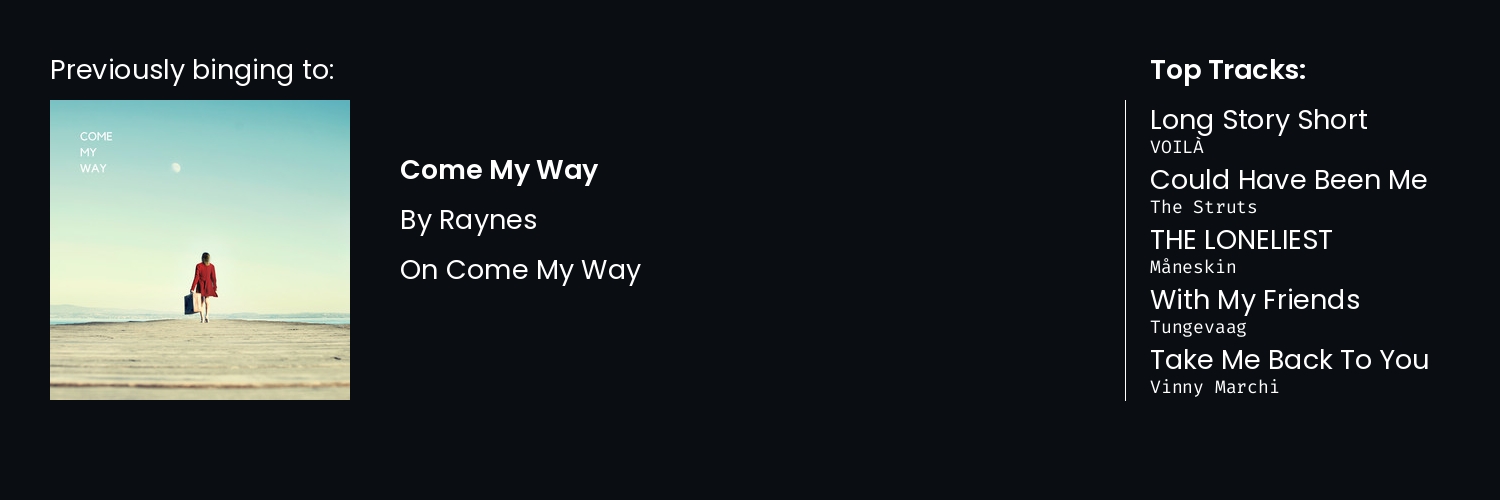 Previously binging to:
COME
MY
WAY
Come My Way
By Raynes
On Come My Way
Top Tracks:
Long Story Short
VOILÀ
Could Have Been Me
The Struts
THE LONELIEST
Måneskin
With My Friends
Tungevaag
Take Me Back To You
Vinny Marchi